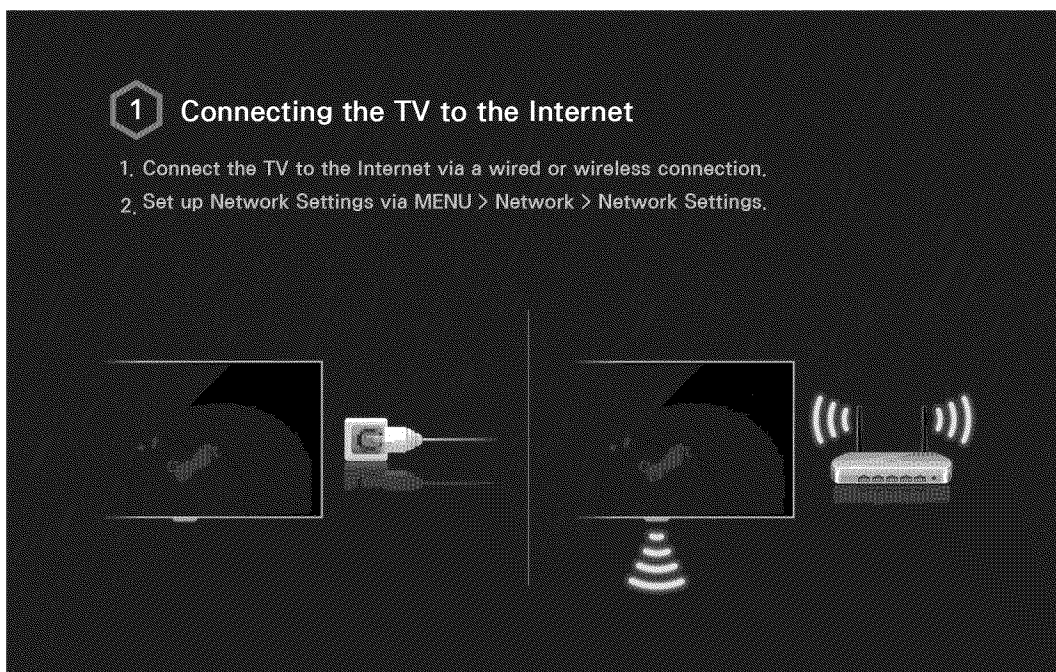 1 Connecting the TV to the Internet
1. Connect the TV to the Internet via a wired or wireless connection.
2. Set up Network Settings via MENU > Network > Network Settings.